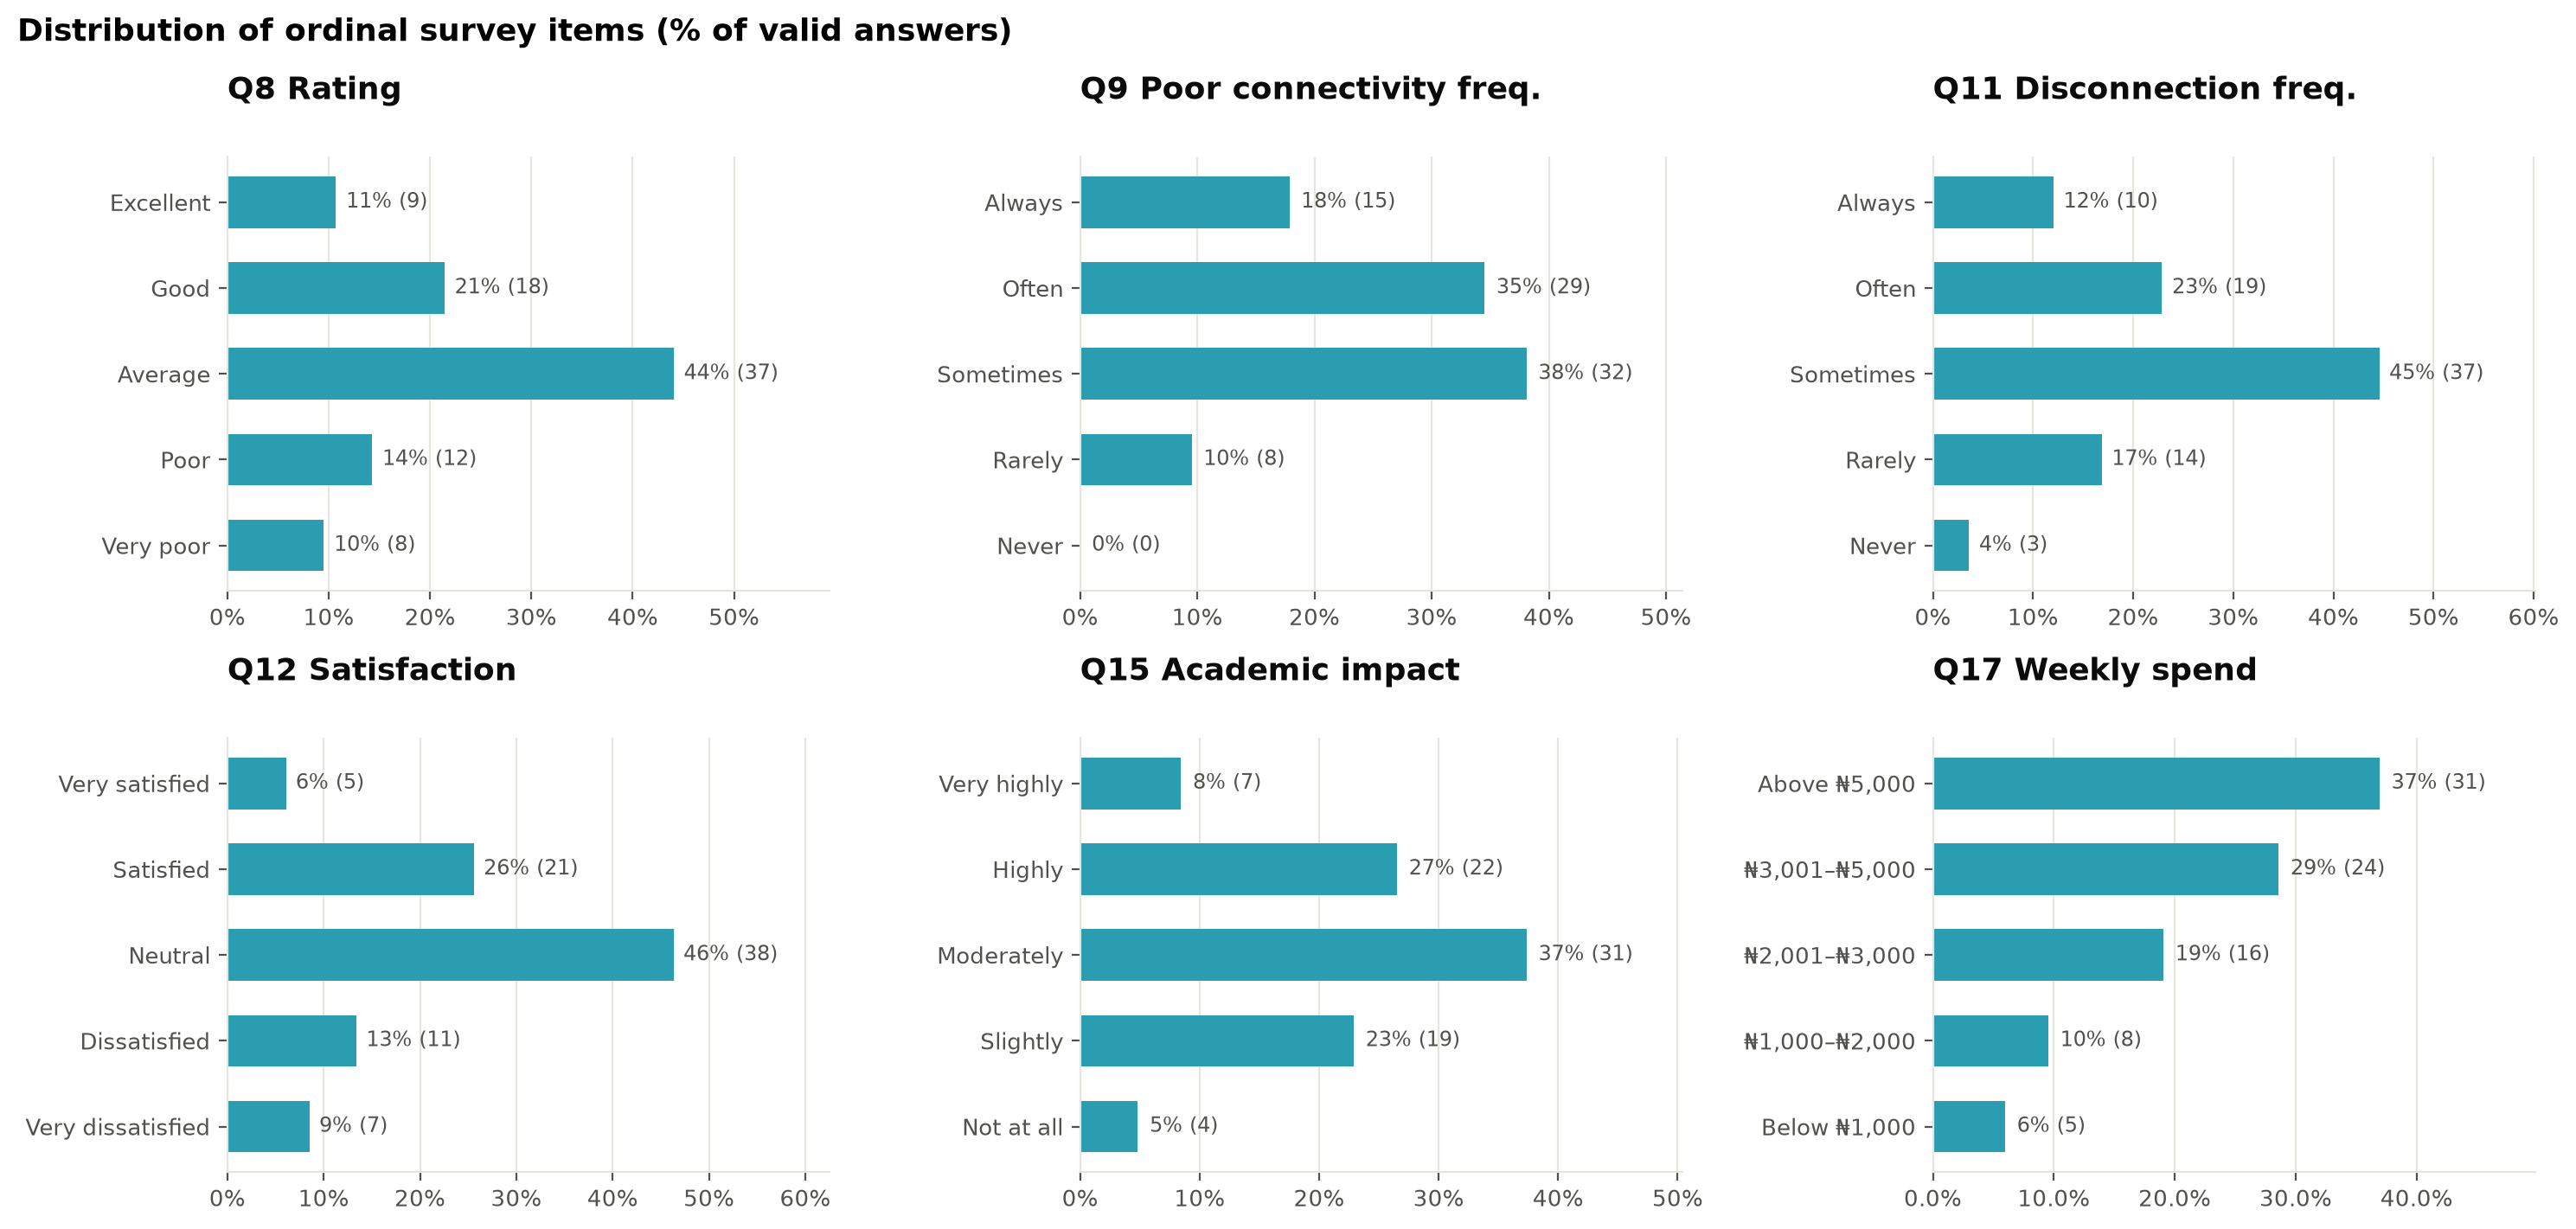 Distribution of ordinal survey items (% of valid answers)
Q8 Rating
Excellent 11% (9)
Good 21% (18)
Average 44% (37)
Poor 14% (12)
Very poor 10% (8)
0% 10% 20% 30% 40% 50%
Q9 Poor connectivity freq.
Always 18% (15)
Often 35% (29)
Sometimes 38% (32)
Rarely 10% (8)
Never 0% (0)
0% 10% 20% 30% 40% 50%
Q11 Disconnection freq.
Always 12% (10)
Often 23% (19)
Sometimes 45% (37)
Rarely 17% (14)
Never 4% (3)
0% 10% 20% 30% 40% 50% 60%
Q12 Satisfaction
Very satisfied 6% (5)
Satisfied 26% (21)
Neutral 46% (38)
Dissatisfied 13% (11)
Very dissatisfied 9% (7)
0% 10% 20% 30% 40% 50% 60%
Q15 Academic impact
Very highly 8% (7)
Highly 27% (22)
Moderately 37% (31)
Slightly 23% (19)
Not at all 5% (4)
0% 10% 20% 30% 40% 50%
Q17 Weekly spend
Above ₦5,000 37% (31)
₦3,001–₦5,000 29% (24)
₦2,001–₦3,000 19% (16)
₦1,000–₦2,000 10% (8)
Below ₦1,000 6% (5)
0.0% 10.0% 20.0% 30.0% 40.0%